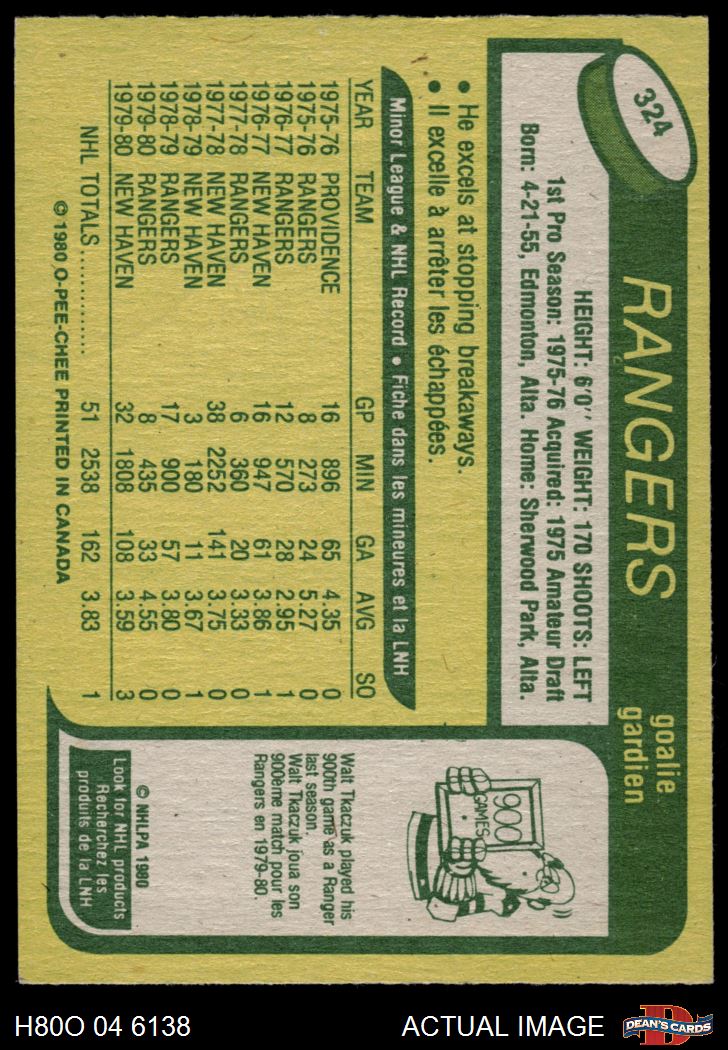 324
RANGERS
goalie
gardien
HEIGHT: 6'0" WEIGHT: 170 SHOOTS: LEFT
1st Pro Season: 1975-76 Acquired: 1975 Amateur Draft
Born: 4-21-55, Edmonton, Alta. Home: Sherwood Park, Alta.
• He excels at stopping breakaways.
• Il excelle à arrêter les échappées.
Minor League & NHL Record • Fiche dans les mineures et la LNH
YEAR TEAM GP MIN GA AVG SO
1975-76 PROVIDENCE 16 896 65 4.35 0
1975-76 RANGERS 8 273 24 5.27 0
1976-77 RANGERS 12 570 28 2.95 1
1976-77 NEW HAVEN 16 947 61 3.86 1
1977-78 RANGERS 6 360 20 3.33 0
1977-78 NEW HAVEN 38 2252 141 3.75 0
1978-79 NEW HAVEN 3 180 11 3.67 1
1978-79 RANGERS 17 900 57 3.80 0
1979-80 RANGERS 8 435 33 4.55 0
1979-80 NEW HAVEN 32 1808 108 3.59 3
NHL TOTALS ............. 51 2538 162 3.83 1
© 1980 O-PEE-CHEE PRINTED IN CANADA
900
GAMES
Walt Tkaczuk played his
900th game as a Ranger
last season.
Walt Tkaczuk joua son
900ème match pour les
Rangers en 1979-80.
© NHLPA 1980
Look for NHL products
Recherchez les
produits de la LNH
H80O 04 6138
ACTUAL IMAGE
D
DEAN'S CARDS